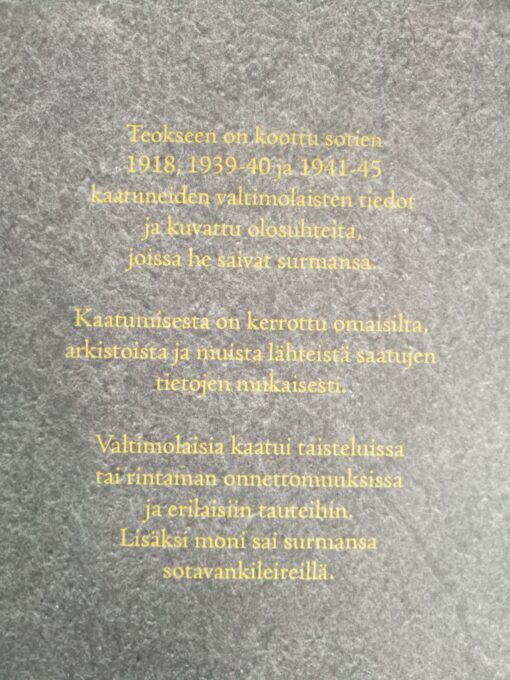 Teokseen on koottu sotien
1918, 1939-40 ja 1941-45
kaatuneiden valtimolaisten tiedot
ja kuvattu olosuhteita,
joissa he saivat surmansa.
Kaatumisesta on kerrottu omaisilta,
arkistoista ja muista lähteistä saatujen
tietojen mukaisesti.
Valtimolaisia kaatui taisteluissa
tai rintaman onnettomuuksissa
ja erilaisiin tauteihin.
Lisäksi moni sai surmansa
sotavankileireillä.